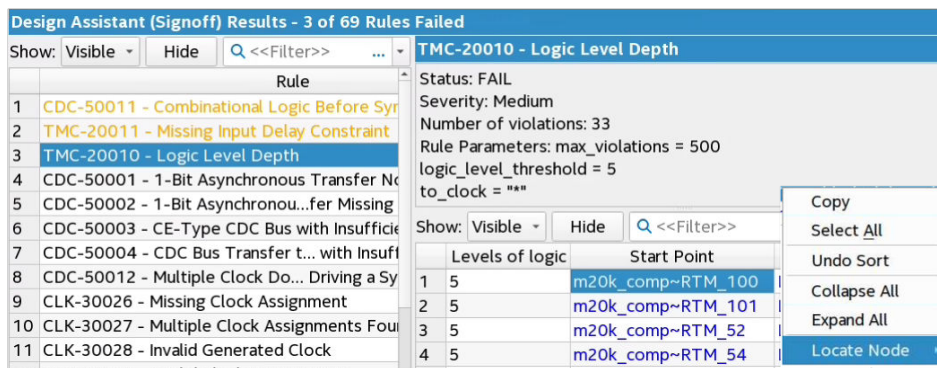 Design Assistant (Signoff) Results - 3 of 69 Rules Failed
Show: Visible Hide <<Filter>> ...
Rule
1 CDC-50011 - Combinational Logic Before Syr
2 TMC-20011 - Missing Input Delay Constraint
3 TMC-20010 - Logic Level Depth
4 CDC-50001 - 1-Bit Asynchronous Transfer No
5 CDC-50002 - 1-Bit Asynchronou...fer Missing
6 CDC-50003 - CE-Type CDC Bus with Insufficie
7 CDC-50004 - CDC Bus Transfer t... with Insuff
8 CDC-50012 - Multiple Clock Do... Driving a Sy
9 CLK-30026 - Missing Clock Assignment
10 CLK-30027 - Multiple Clock Assignments Four
11 CLK-30028 - Invalid Generated Clock
TMC-20010 - Logic Level Depth
Status: FAIL
Severity: Medium
Number of violations: 33
Rule Parameters: max_violations = 500
logic_level_threshold = 5
to_clock = "*"
Show: Visible Hide <<Filter>>
Levels of logic Start Point
1 5 m20k_comp~RTM_100
2 5 m20k_comp~RTM_101
3 5 m20k_comp~RTM_52
4 5 m20k_comp~RTM_54
Copy
Select All
Undo Sort
Collapse All
Expand All
Locate Node